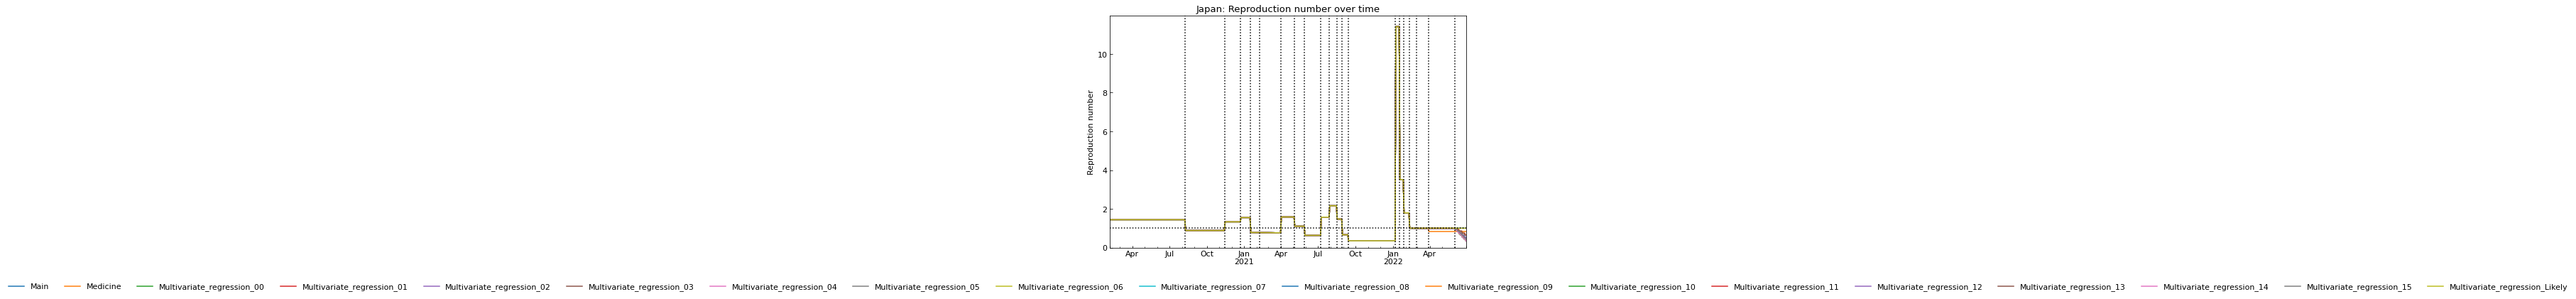 Japan: Reproduction number over time
Reproduction number
10
8
6
4
2
0
Apr Jul Oct Jan Apr Jul Oct Jan Apr
2021 2022
Main Medicine Multivariate_regression_00 Multivariate_regression_01 Multivariate_regression_02 Multivariate_regression_03 Multivariate_regression_04 Multivariate_regression_05 Multivariate_regression_06 Multivariate_regression_07 Multivariate_regression_08 Multivariate_regression_09 Multivariate_regression_10 Multivariate_regression_11 Multivariate_regression_12 Multivariate_regression_13 Multivariate_regression_14 Multivariate_regression_15 Multivariate_regression_Likely